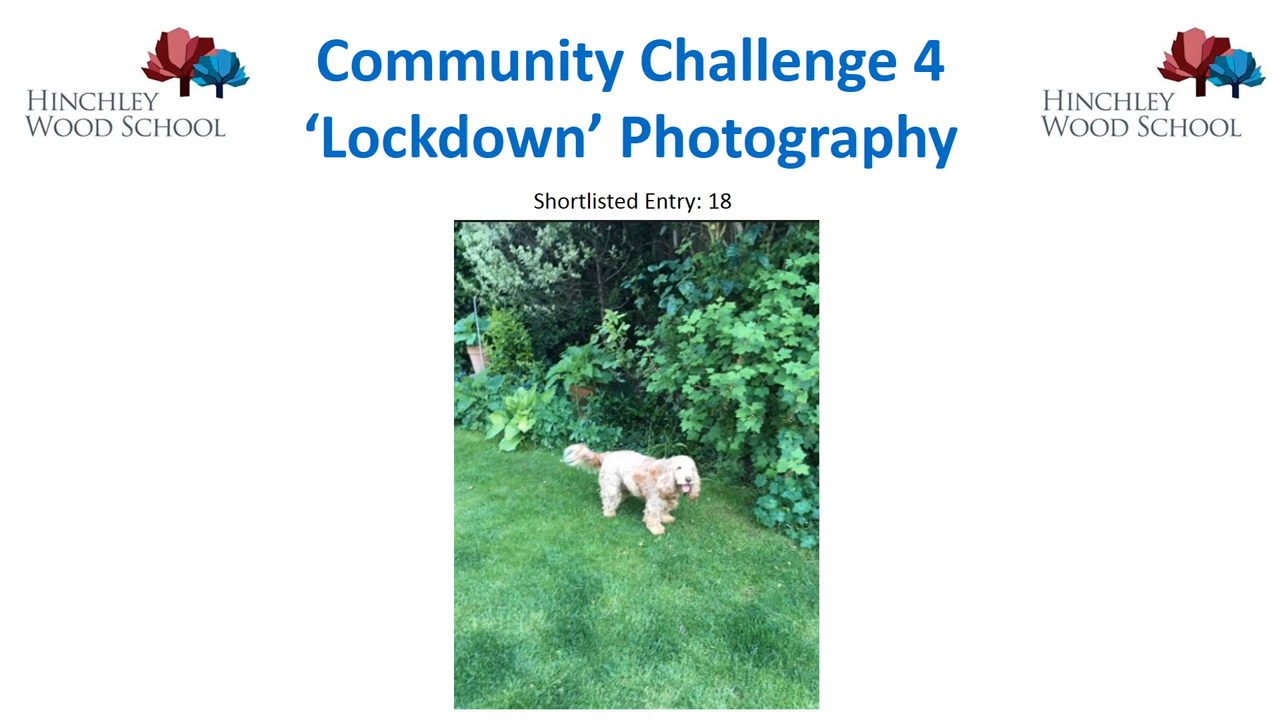 HINCHLEY
WOOD SCHOOL
Community Challenge 4
‘Lockdown’ Photography
HINCHLEY
WOOD SCHOOL
Shortlisted Entry: 18